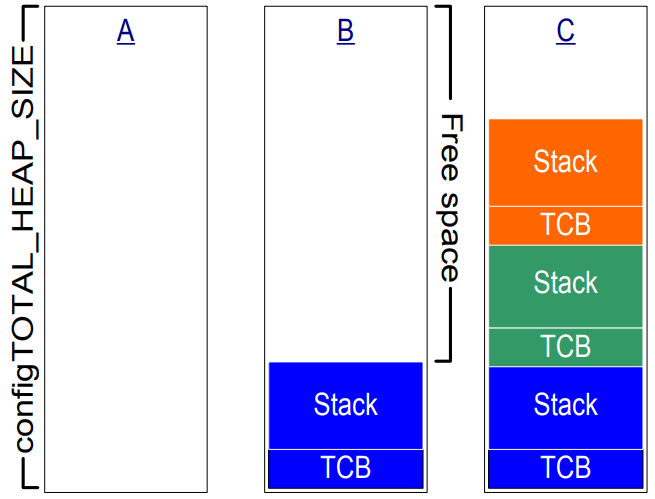 configTOTAL_HEAP_SIZE
A
B
Stack
TCB
Free space
C
Stack
TCB
Stack
TCB
Stack
TCB